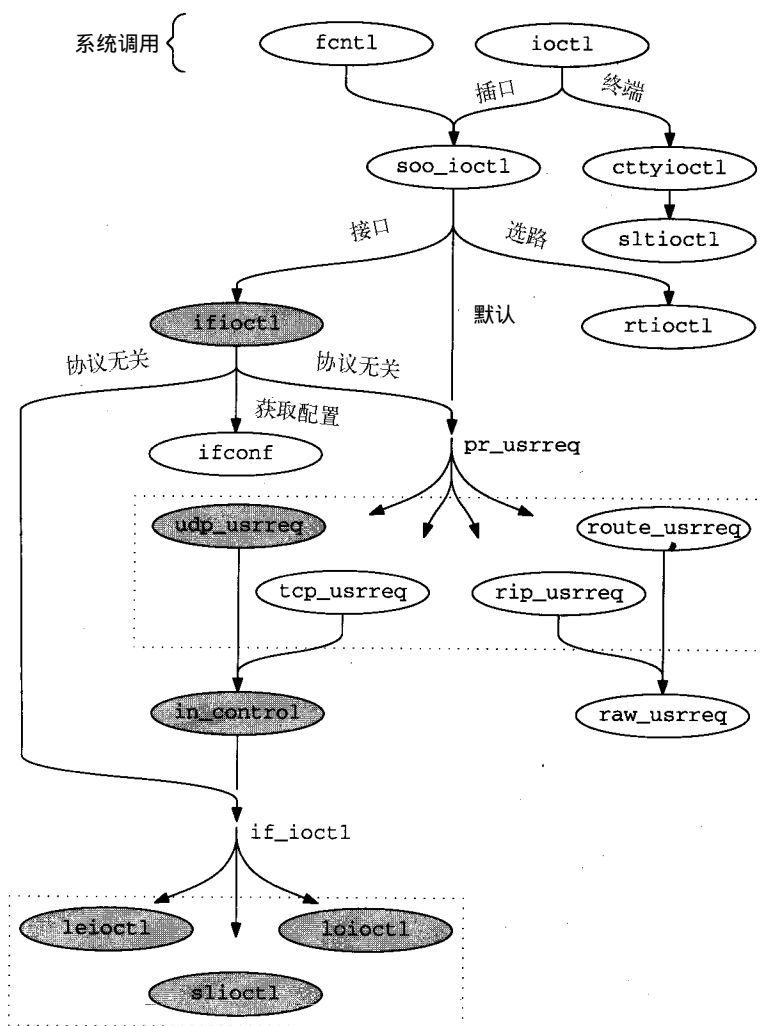 系统调用
fcntl
ioctl
插口
终端
soo_ioctl
cttyioctl
sltioctl
接口
选路
ifioctl
默认
rtioctl
协议无关
协议无关
获取配置
ifconf
pr_usrreq
udp_usrreq
route_usrreq
tcp_usrreq
rip_usrreq
in_control
raw_usrreq
if_ioctl
leioctl
loioctl
slioctl